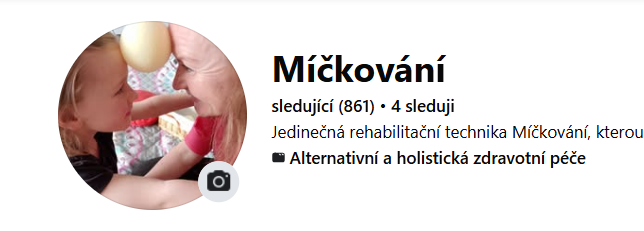 Míčkování
sledující (861) • 4 sleduji
Jedinečná rehabilitační technika Míčkování, kterou
Alternativní a holistická zdravotní péče